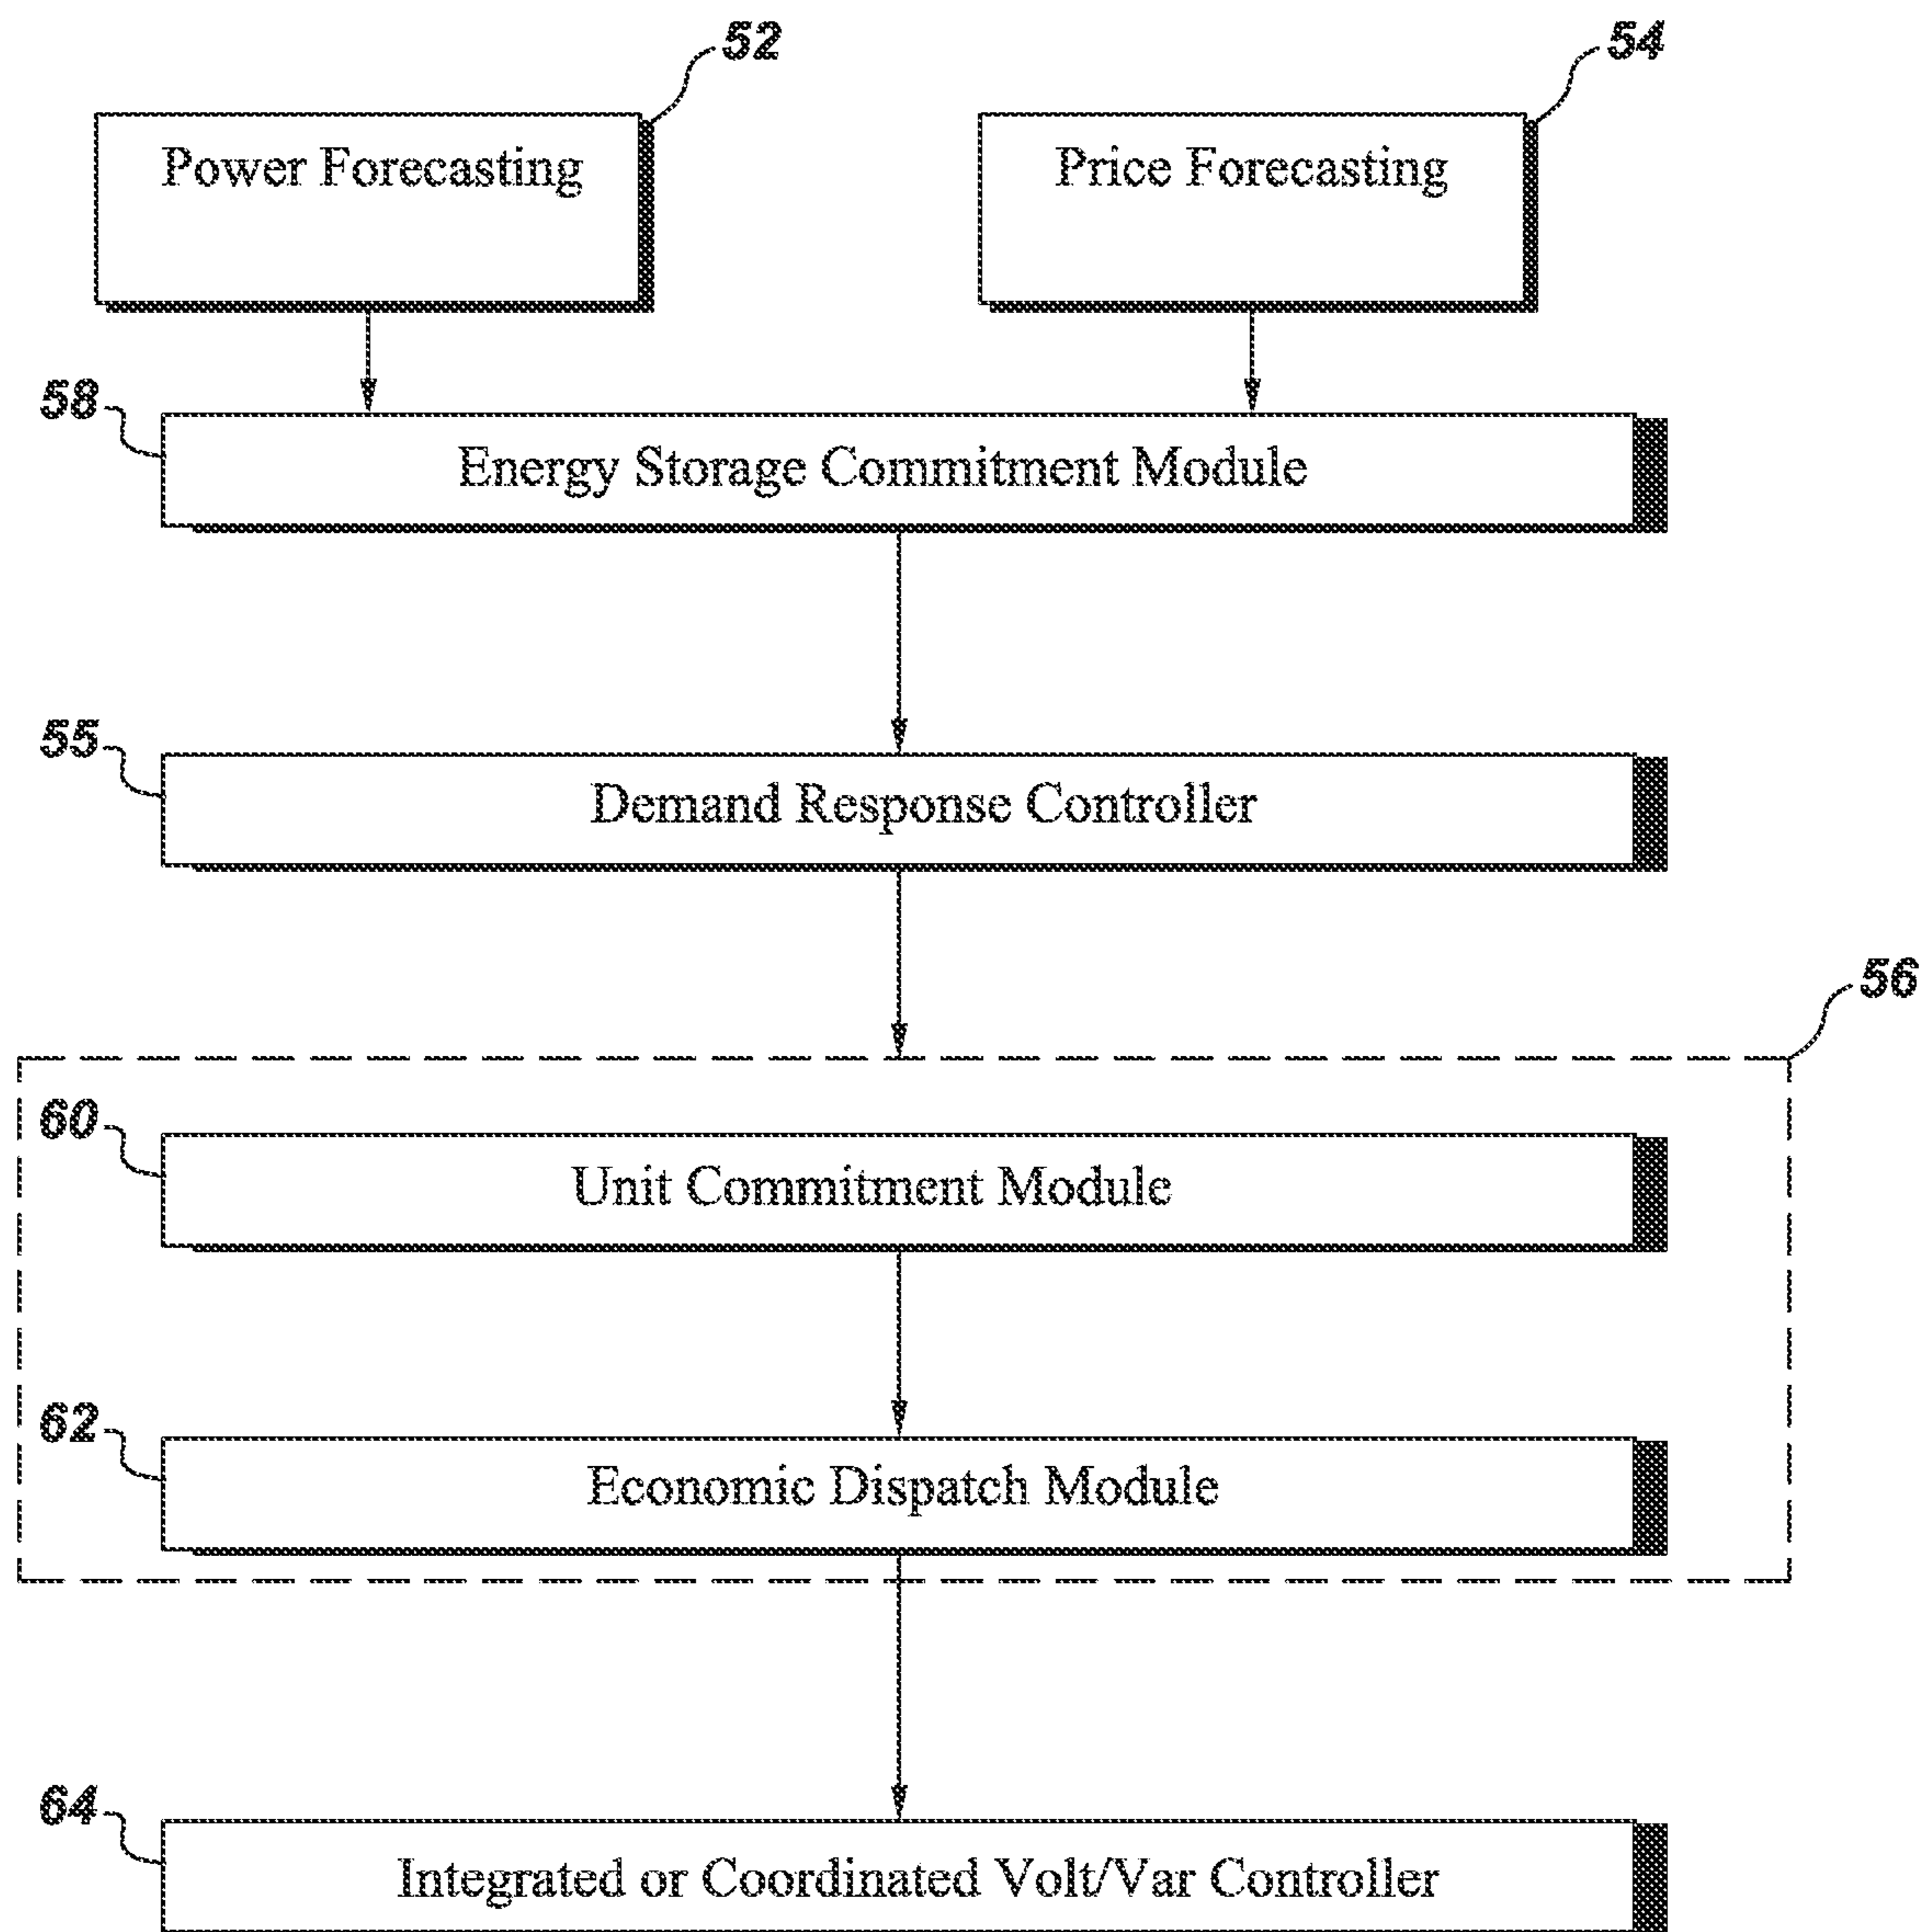 52
54
Power Forecasting
Price Forecasting
58
Energy Storage Commitment Module
55
Demand Response Controller
56
60
Unit Commitment Module
62
Economic Dispatch Module
64
Integrated or Coordinated Volt/Var Controller